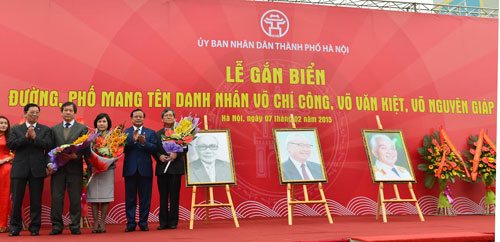 ỦY BAN NHÂN DÂN THÀNH PHỐ HÀ NỘI
LỄ GẮN BIỂN
ĐƯỜNG, PHỐ MANG TÊN DANH NHÂN VÕ CHÍ CÔNG, VÕ VĂN KIỆT, VÕ NGUYÊN GIÁP
Hà Nội, ngày 07 tháng 02 năm 2015